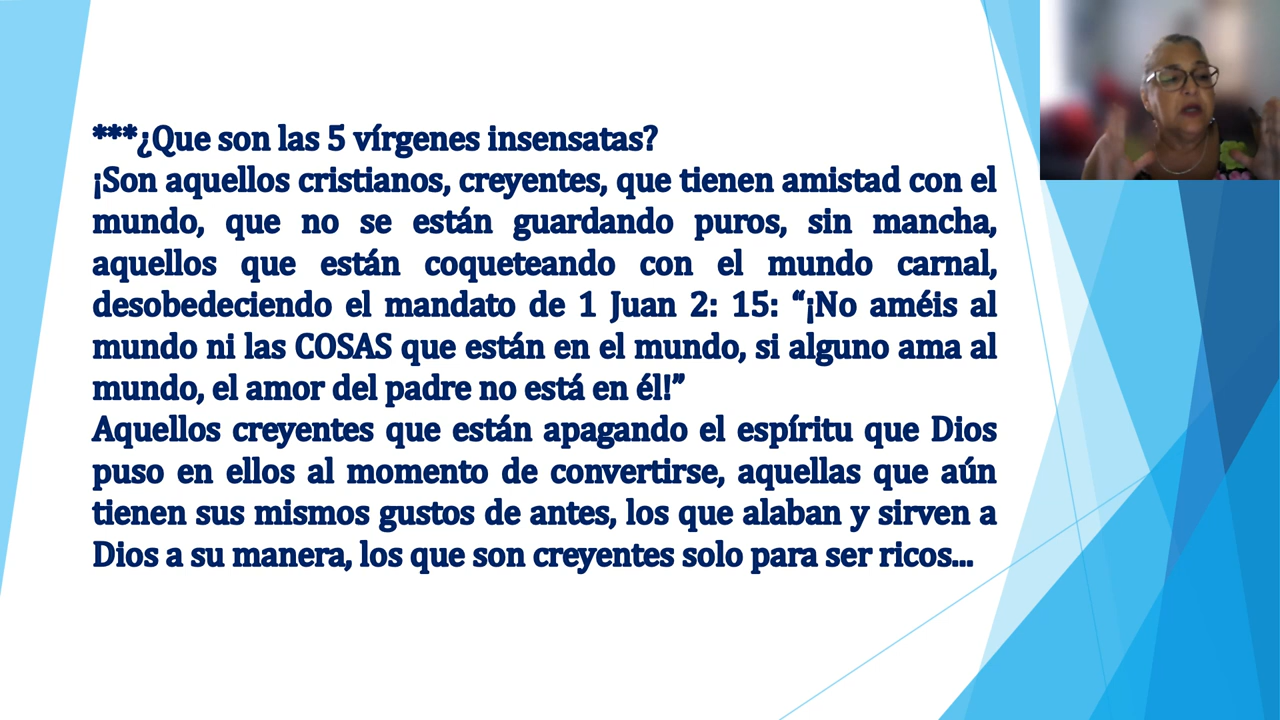 ***¿Que son las 5 vírgenes insensatas?
¡Son aquellos cristianos, creyentes, que tienen amistad con el
mundo, que no se están guardando puros, sin mancha,
aquellos que están coqueteando con el mundo carnal,
desobedeciendo el mandato de 1 Juan 2: 15: “¡No améis al
mundo ni las COSAS que están en el mundo, si alguno ama al
mundo, el amor del padre no está en él!”
Aquellos creyentes que están apagando el espíritu que Dios
puso en ellos al momento de convertirse, aquellas que aún
tienen sus mismos gustos de antes, los que alaban y sirven a
Dios a su manera, los que son creyentes solo para ser ricos...